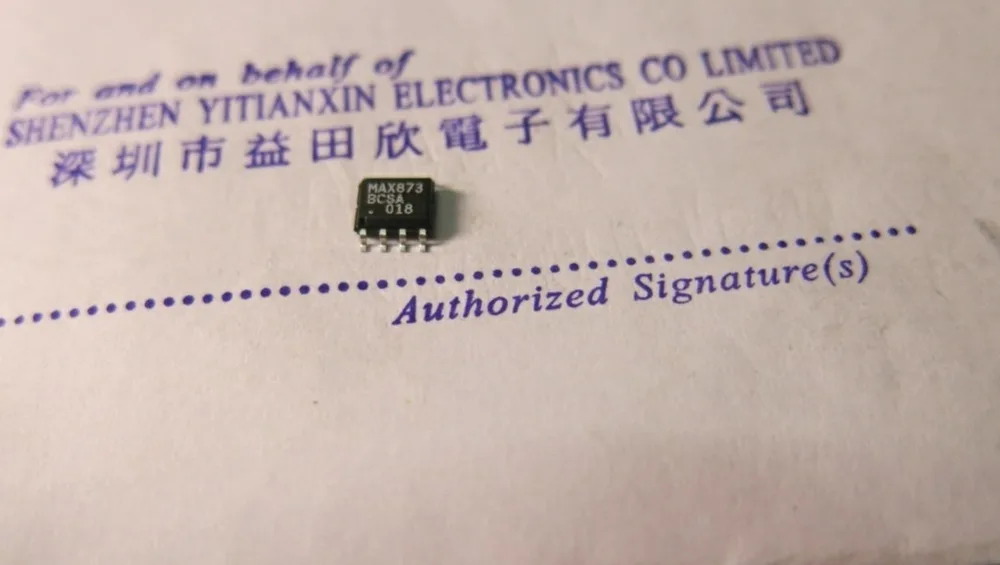 For and on behalf of
SHENZHEN YITIANXIN ELECTRONICS CO LIMITED
深圳市益田欣電子有限公司
MAX873
BCSA
018
Authorized Signature(s)